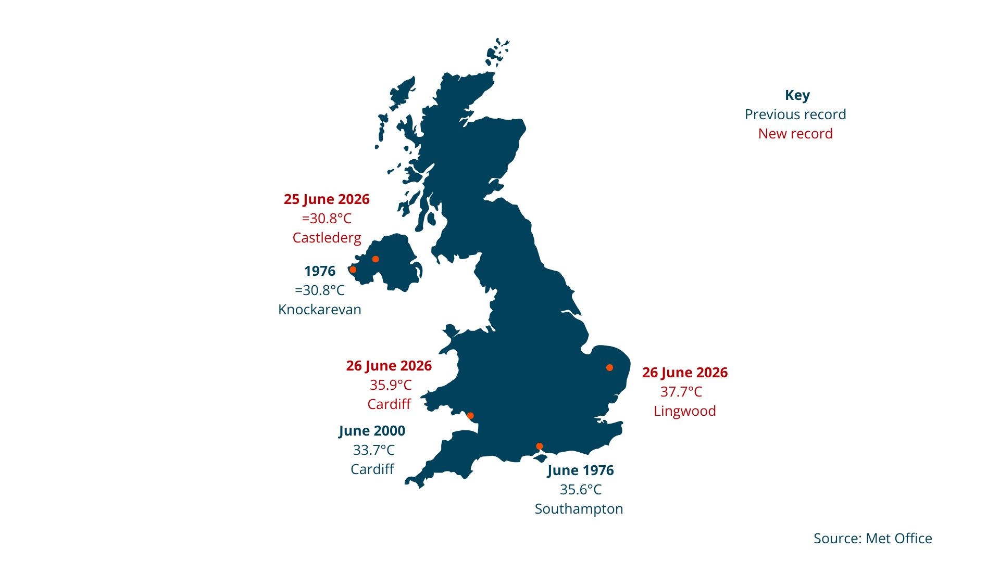 Key
Previous record
New record
25 June 2026
=30.8°C
Castlederg
1976
=30.8°C
Knockarevan
26 June 2026
35.9°C
Cardiff
June 2000
33.7°C
Cardiff
26 June 2026
37.7°C
Lingwood
June 1976
35.6°C
Southampton
Source: Met Office